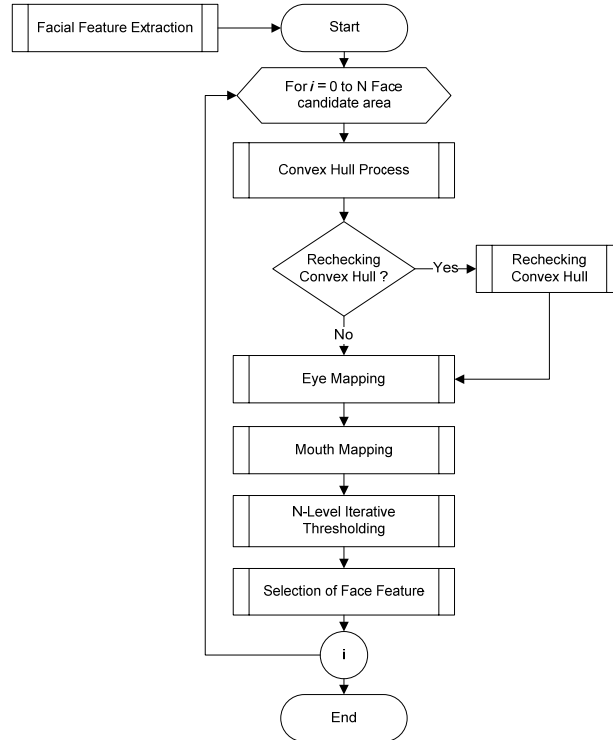 Facial Feature Extraction
Start
For i = 0 to N Face
candidate area
Convex Hull Process
Rechecking
Convex Hull ?
Yes
Rechecking
Convex Hull
No
Eye Mapping
Mouth Mapping
N-Level Iterative
Thresholding
Selection of Face Feature
i
End